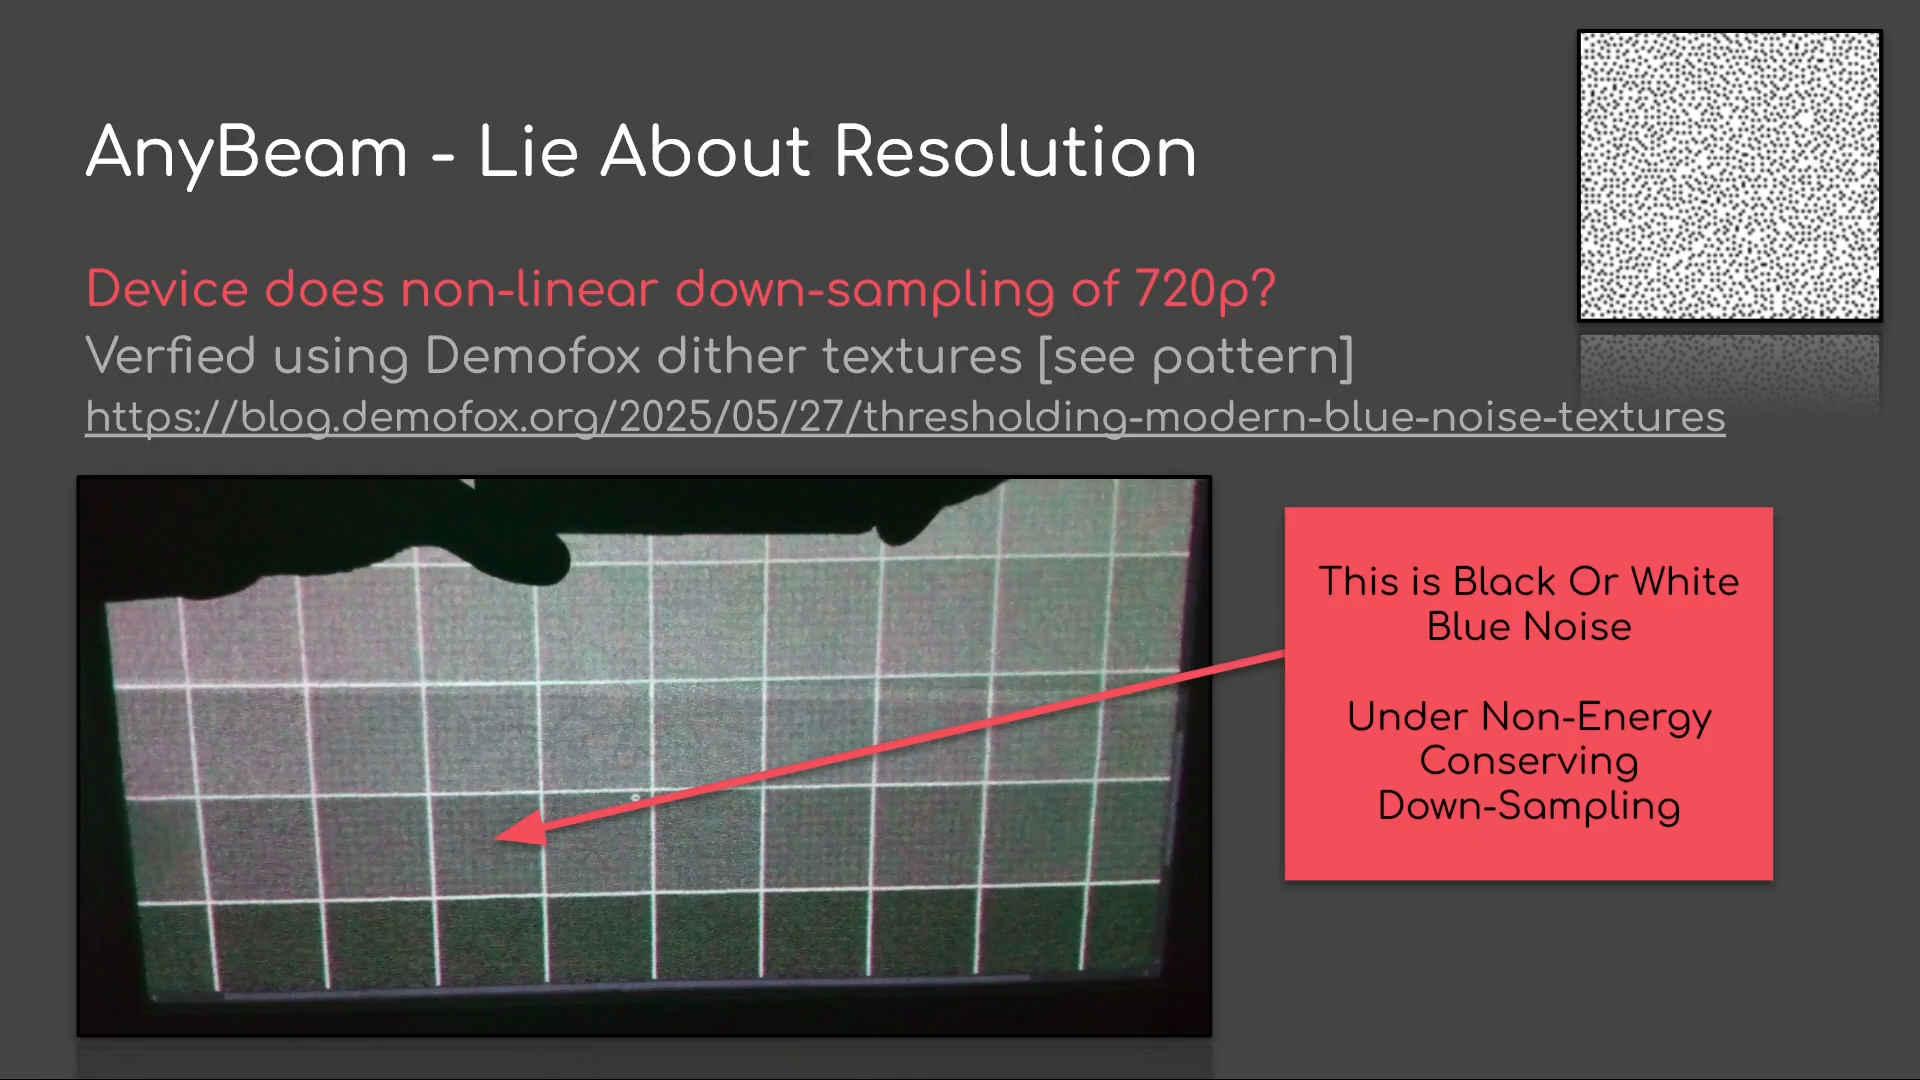 AnyBeam - Lie About Resolution
Device does non-linear down-sampling of 720p?
Verfied using Demofox dither textures [see pattern]
https://blog.demofox.org/2025/05/27/thresholding-modern-blue-noise-textures
This is Black Or White
Blue Noise
Under Non-Energy
Conserving
Down-Sampling